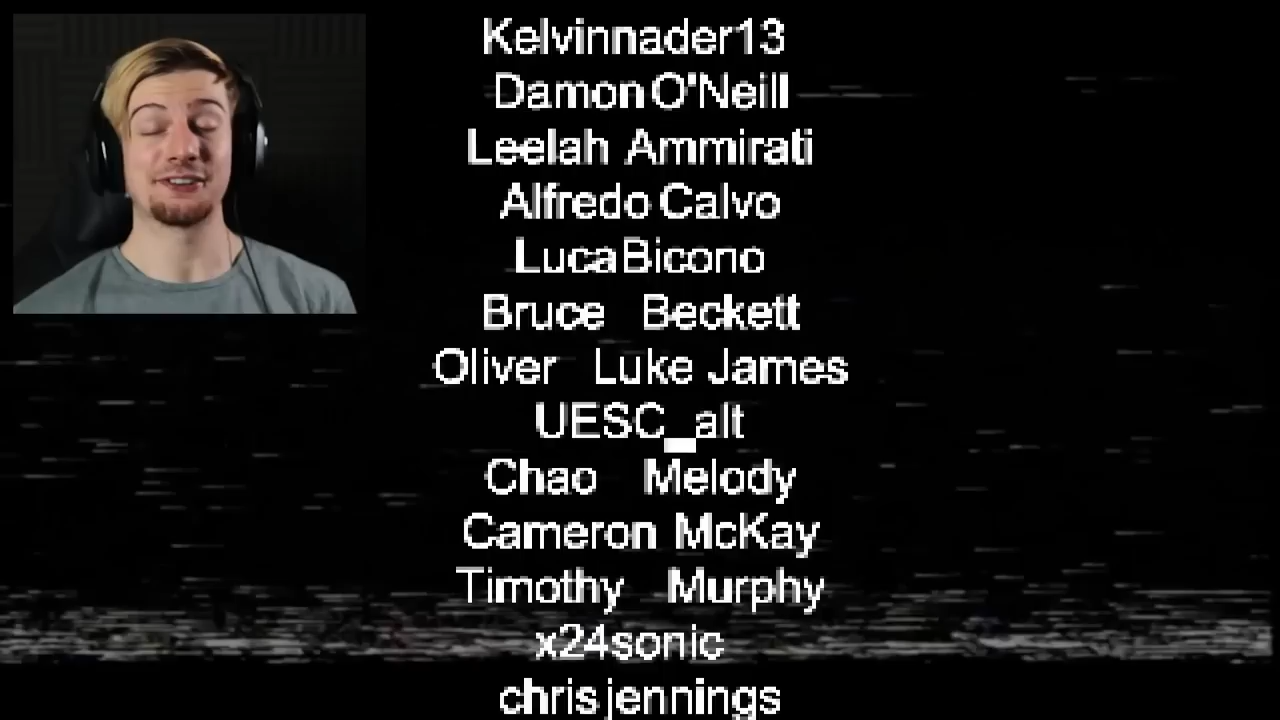 Kelvinnader13
Damon O'Neill
Leelah Ammirati
Alfredo Calvo
Luca Bicono
Bruce Beckett
Oliver Luke James
UESC_alt
Chao Melody
Cameron McKay
Timothy Murphy
x24sonic
chris jennings